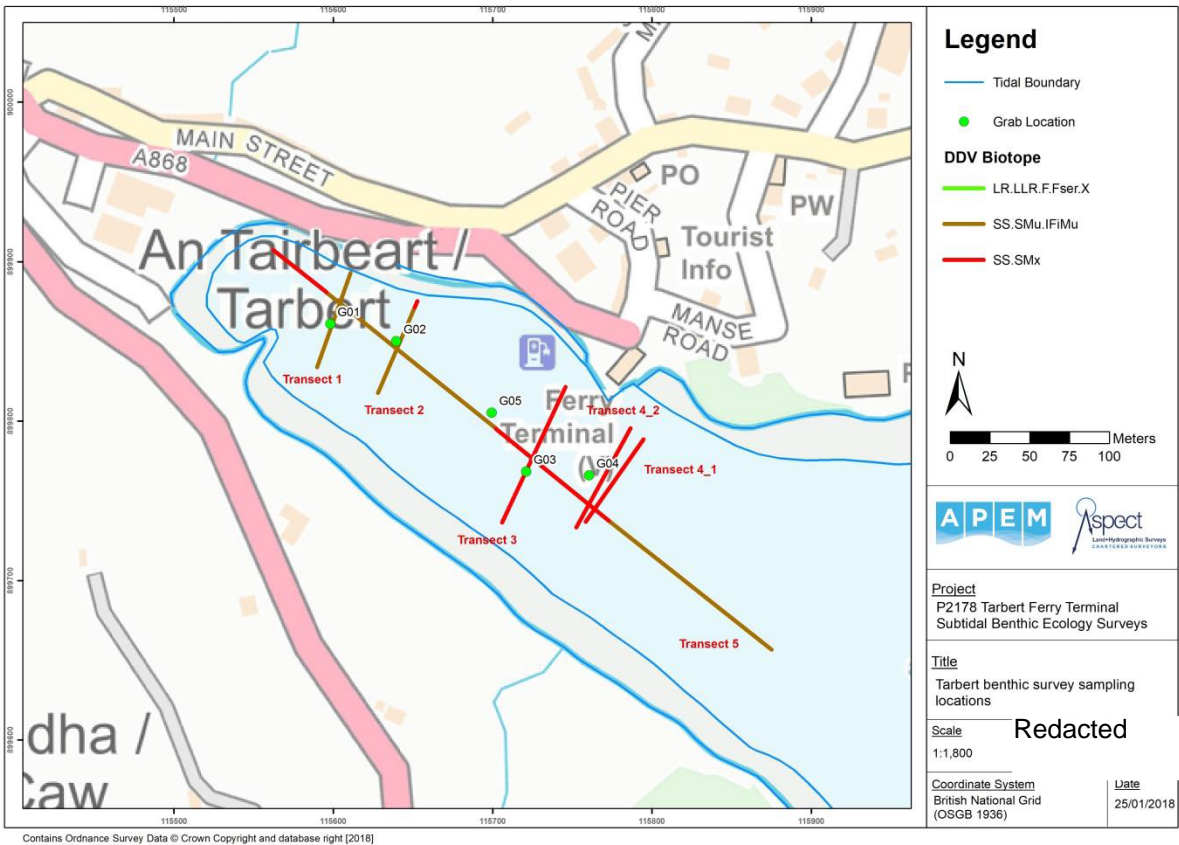 115500 115600 115700 115800 115900
900000
899900
899800
899700
899600
MAIN STREET
A868
PO
PIER
ROAD
PW
Tourist
Info
MANSE
ROAD
An Tairbeart /
Tarbert
G01
G02
Transect 1
Transect 2
G05
Ferry
Terminal
(V)
Transect 4_2
G03
G04
Transect 4_1
Transect 3
Transect 5
dha /
Caw
115500 115600 115700 115800 115900
Legend
Tidal Boundary
Grab Location
DDV Biotope
LR.LLR.F.Fser.X
SS.SMu.IFiMu
SS.SMx
N
Meters
0 25 50 75 100
APEM
Aspect
Land+Hydrographic Surveys
CHARTERED SURVEYORS
Project
P2178 Tarbert Ferry Terminal
Subtidal Benthic Ecology Surveys
Title
Tarbert benthic survey sampling
locations
Scale
Redacted
1:1,800
Coordinate System
British National Grid
(OSGB 1936)
Date
25/01/2018
Contains Ordnance Survey Data © Crown Copyright and database right [2018]